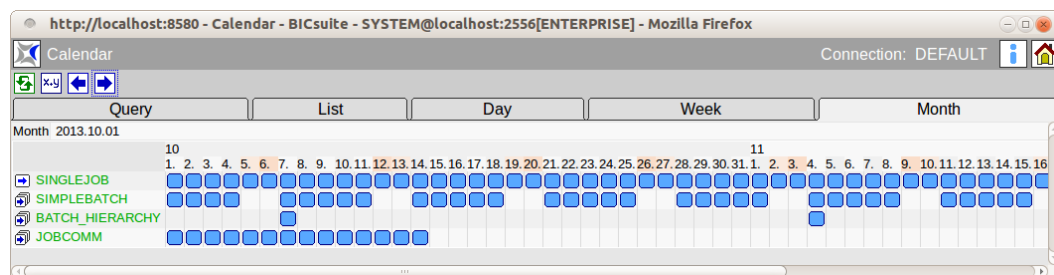 http://localhost:8580 - Calendar - BICsuite - SYSTEM@localhost:2556[ENTERPRISE] - Mozilla Firefox
Calendar Connection: DEFAULT
x.y
Query List Day Week Month
Month 2013.10.01
10 11
1. 2. 3. 4. 5. 6. 7. 8. 9. 10. 11. 12. 13. 14. 15. 16. 17. 18. 19. 20. 21. 22. 23. 24. 25. 26. 27. 28. 29. 30. 31. 1. 2. 3. 4. 5. 6. 7. 8. 9. 10. 11. 12. 13. 14. 15. 16
SINGLEJOB
SIMPLEBATCH
BATCH_HIERARCHY
JOBCOMM